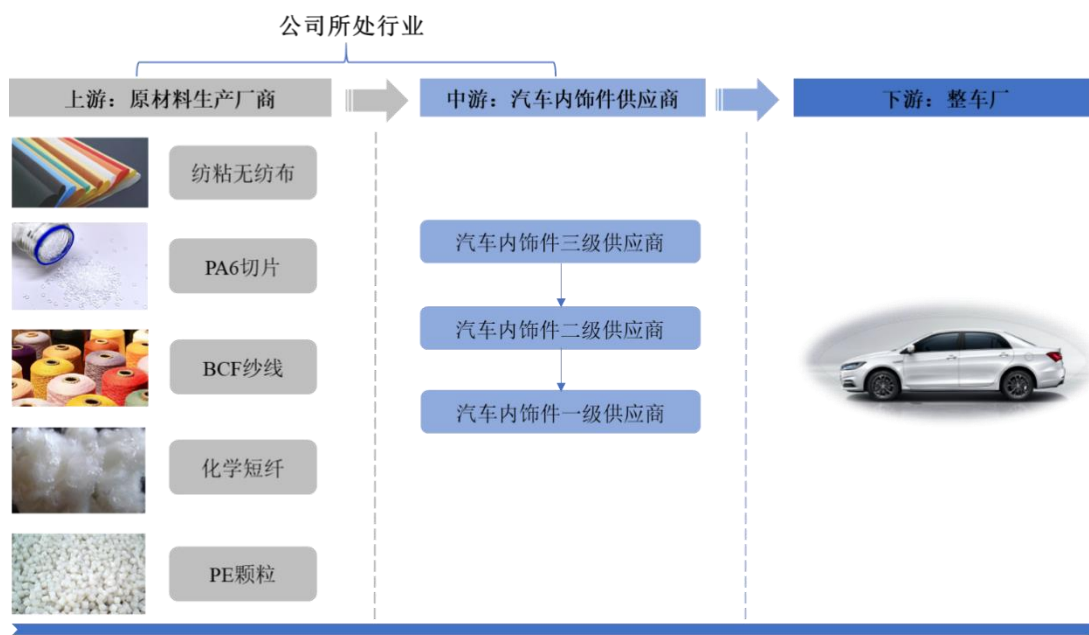 公司所处行业
上游：原材料生产厂商
中游：汽车内饰件供应商
下游：整车厂
纺粘无纺布
PA6切片
BCF纱线
化学短纤
PE颗粒
汽车内饰件三级供应商
汽车内饰件二级供应商
汽车内饰件一级供应商